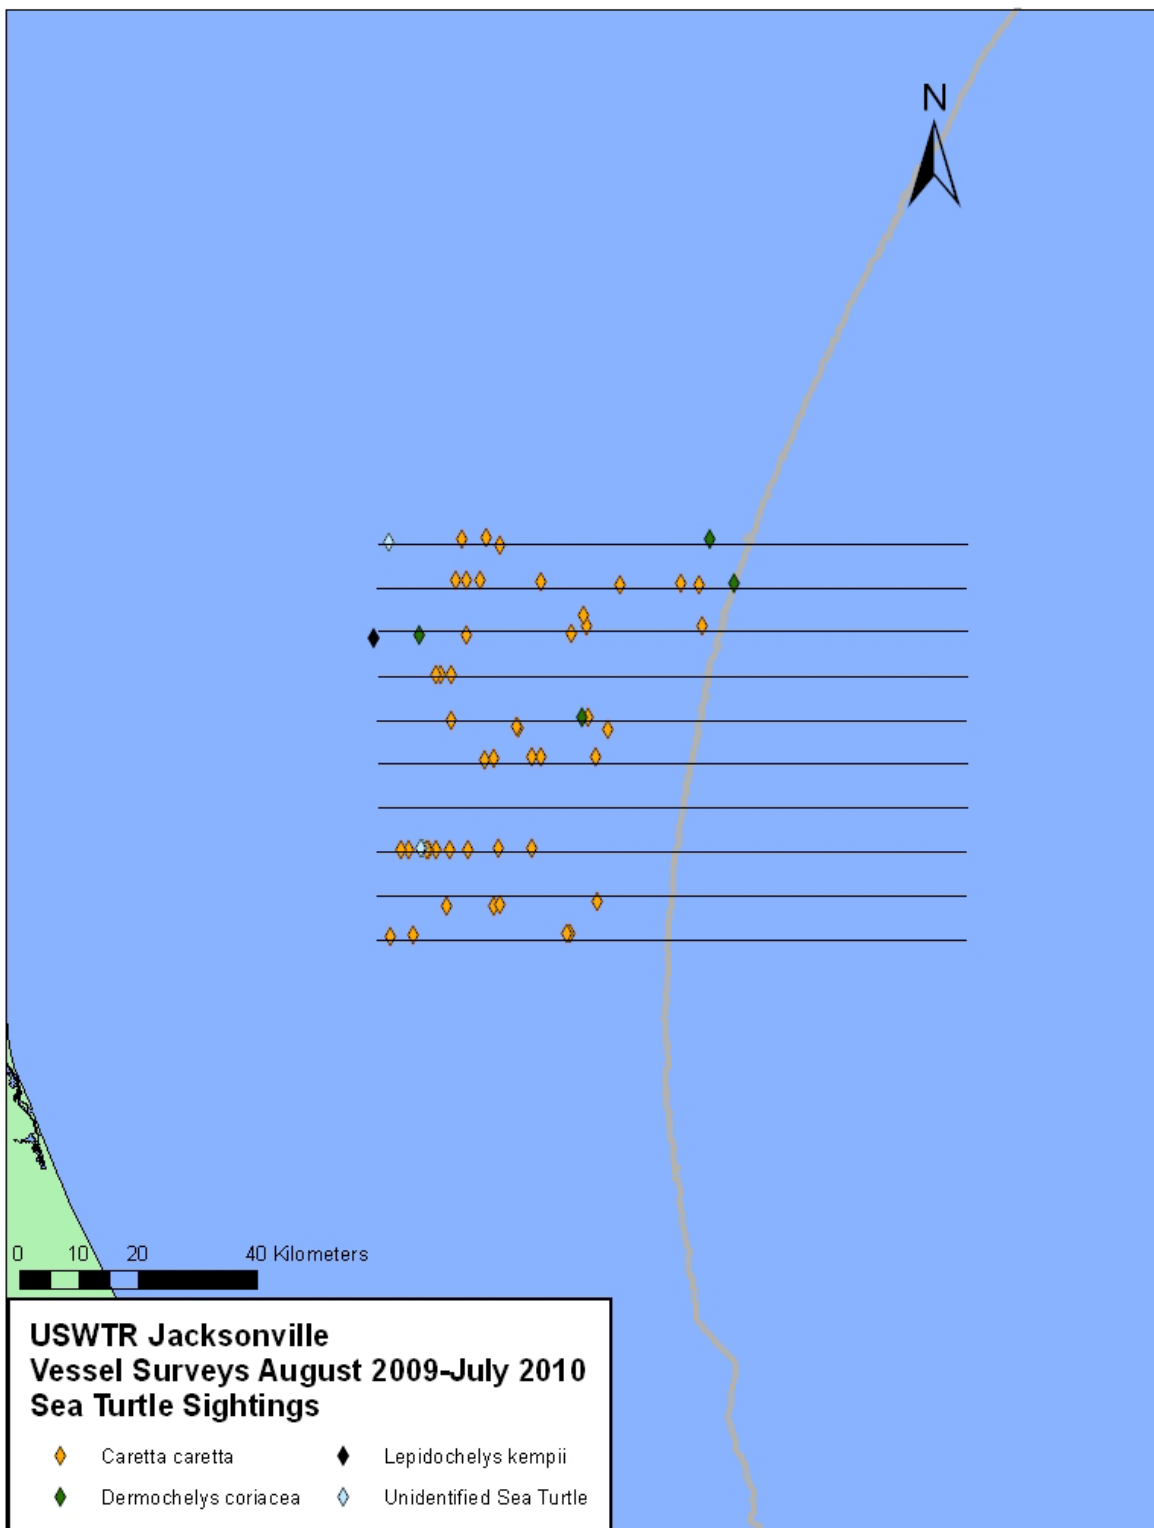 N
0 10 20 40 Kilometers
USWTR Jacksonville
Vessel Surveys August 2009-July 2010
Sea Turtle Sightings
Caretta caretta
Lepidochelys kempii
Dermochelys coriacea
Unidentified Sea Turtle